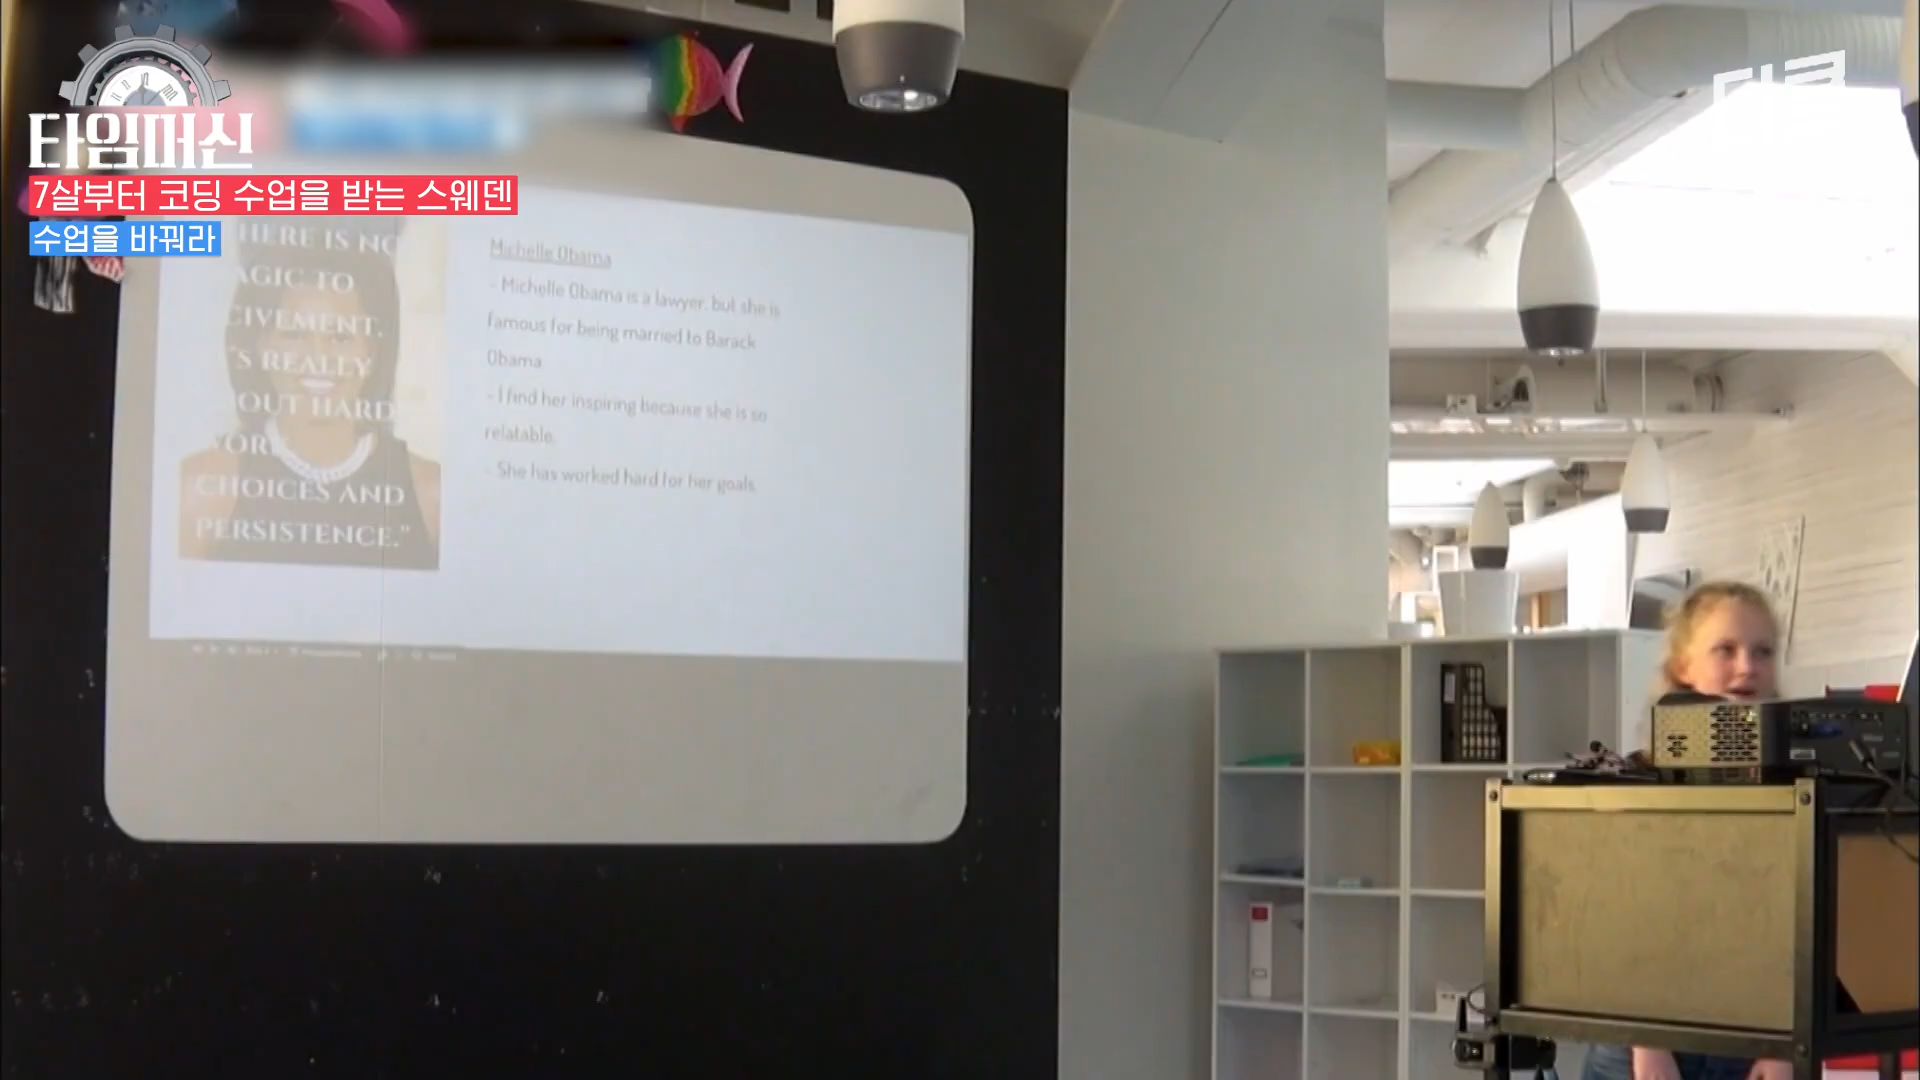 타임머신
7살부터 코딩 수업을 받는 스웨덴
수업을 바꿔라
디글
HERE IS NO
AGIC TO
IVEMENT.
'S REALLY
OUT HARD
WOR
CHOICES AND
PERSISTENCE."
Michelle Obama
- Michelle Obama is a lawyer, but she is
famous for being married to Barack
Obama
- I find her inspiring because she is so
relatable.
- She has worked hard for her goals.